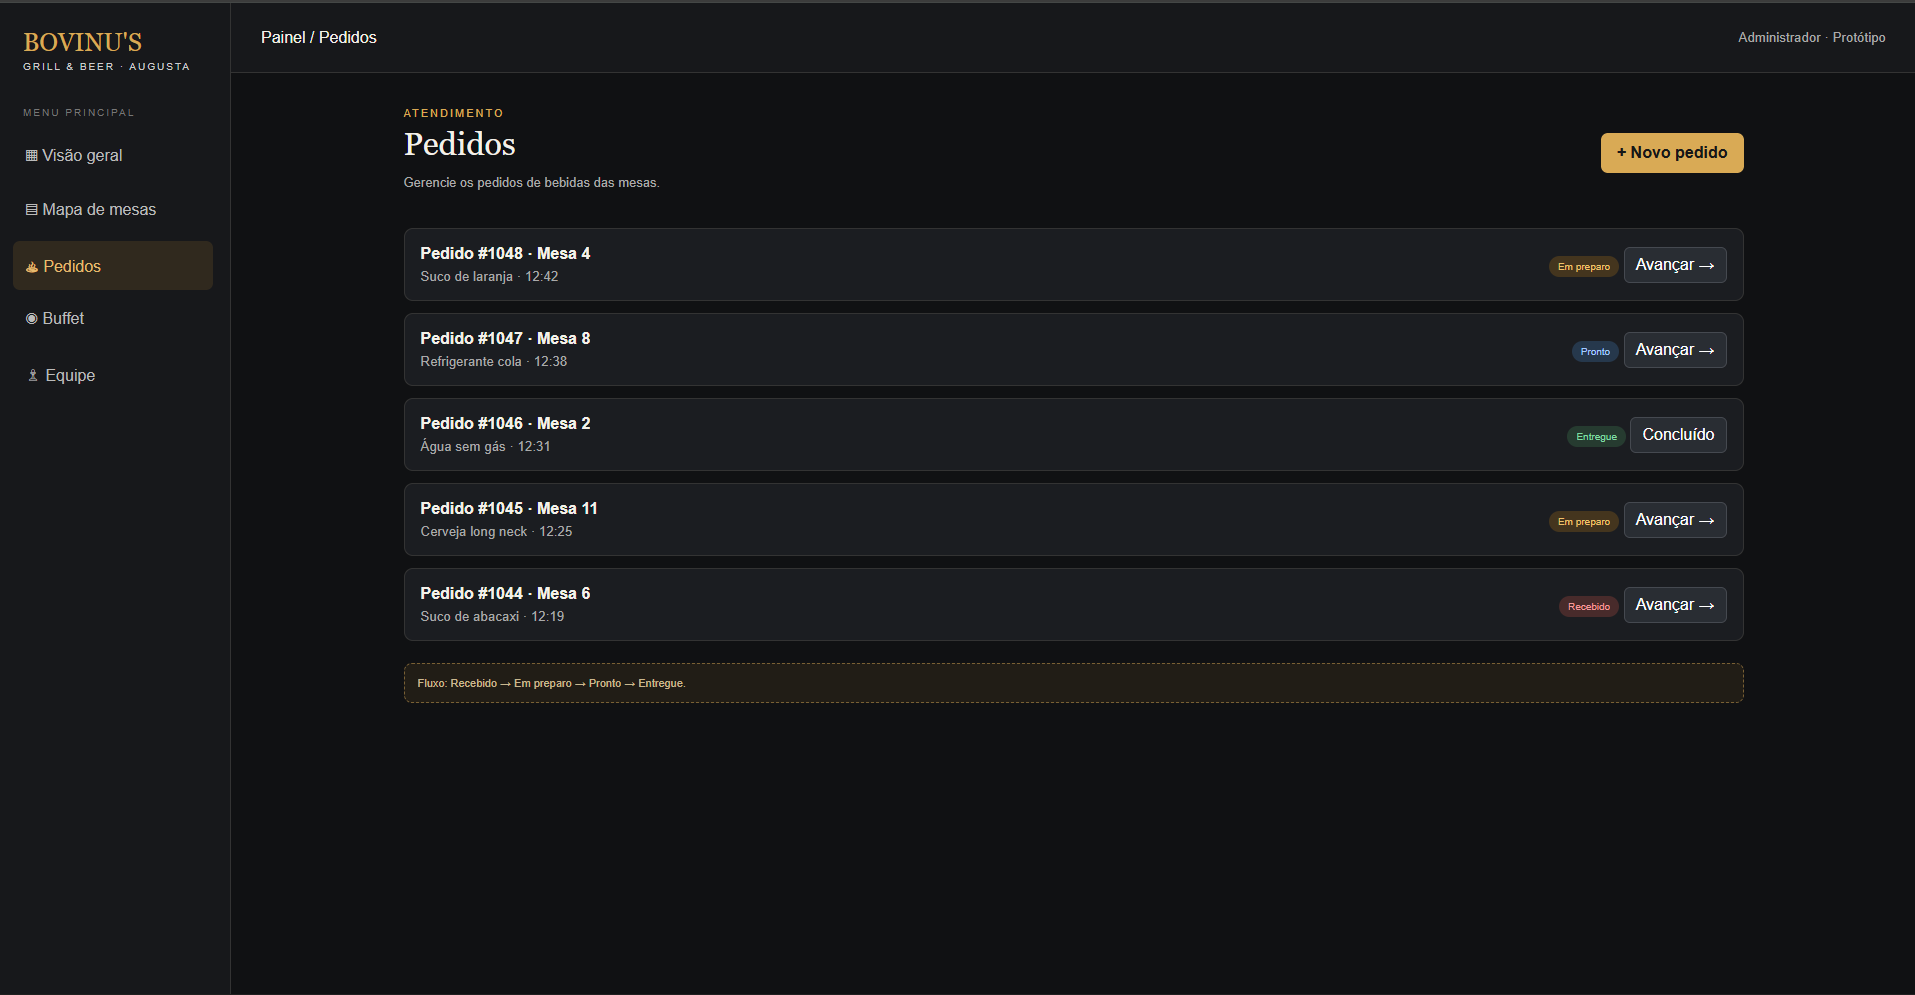 BOVINU'S
GRILL & BEER · AUGUSTA
MENU PRINCIPAL
Visão geral
Mapa de mesas
Pedidos
Buffet
Equipe
Painel / Pedidos
Administrador · Protótipo
ATENDIMENTO
Pedidos
Gerencie os pedidos de bebidas das mesas.
+ Novo pedido
Pedido #1048 · Mesa 4
Suco de laranja · 12:42
Em preparo
Avançar →
Pedido #1047 · Mesa 8
Refrigerante cola · 12:38
Pronto
Avançar →
Pedido #1046 · Mesa 2
Água sem gás · 12:31
Entregue
Concluído
Pedido #1045 · Mesa 11
Cerveja long neck · 12:25
Em preparo
Avançar →
Pedido #1044 · Mesa 6
Suco de abacaxi · 12:19
Recebido
Avançar →
Fluxo: Recebido → Em preparo → Pronto → Entregue.